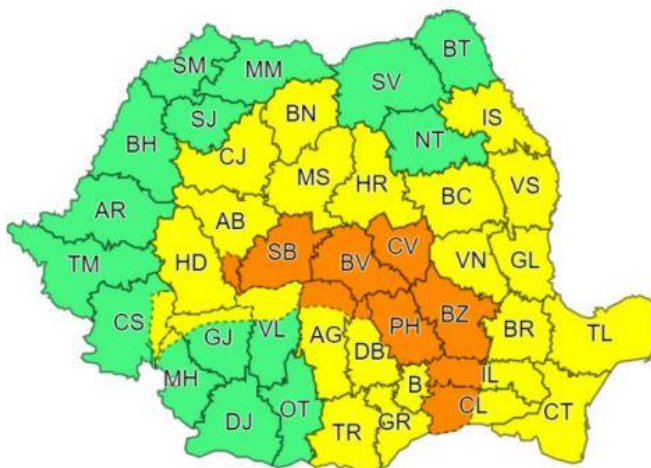 BT
SM
MM
SV
BN
IS
SJ
NT
BH
CJ
MS
HR
BC
VS
AR
AB
SB
CV
BV
VN
GL
TM
HD
CS
GJ
VL
AG
DB
PH
BZ
BR
TL
MH
B
IL
CL
CT
DJ
OT
TR
GR